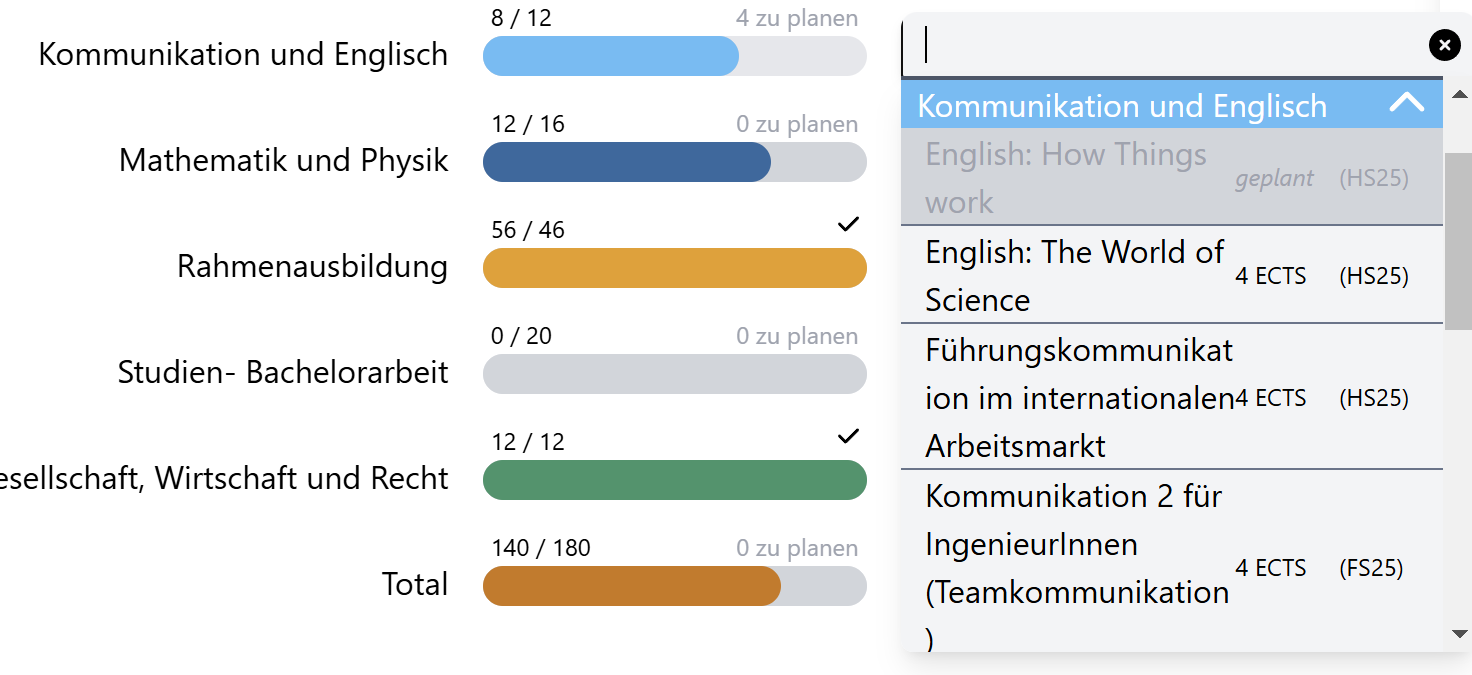 8 / 12 4 zu planen
Kommunikation und Englisch
12 / 16 0 zu planen
Mathematik und Physik
56 / 46
Rahmenausbildung
0 / 20 0 zu planen
Studien- Bachelorarbeit
12 / 12
esellschaft, Wirtschaft und Recht
140 / 180 0 zu planen
Total
Kommunikation und Englisch
English: How Things
work
geplant (HS25)
English: The World of
Science
4 ECTS (HS25)
Führungskommunikat
ion im internationalen
Arbeitsmarkt
4 ECTS (HS25)
Kommunikation 2 für
IngenieurInnen
(Teamkommunikation
)
4 ECTS (FS25)